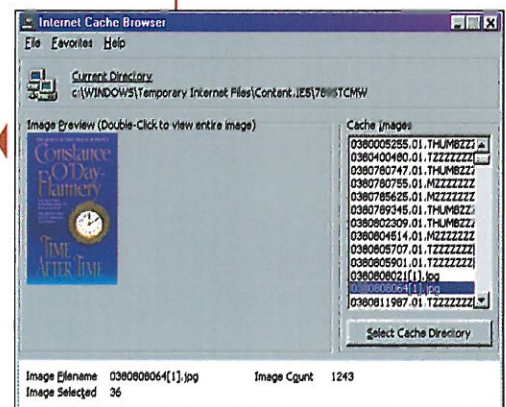 Internet Cache Browser
File Favorites Help
Current Directory
c:\WINDOWS\Temporary Internet Files\Content.IE5\
Image Preview (Double-Click to view entire image)
Cache Images
Constance
O'Day-
Flannery
TIME
AFTER TIME
0380005255.01.THUMBZZZ
0380400480.01.TZZZZZZZ
0380780747.01.THUMBZZZ
0380780755.01.MZZZZZZZ
0380785625.01.MZZZZZZZ
0380789345.01.THUMBZZ
0380802309.01.THUMBZZZ
0380804514.01.MZZZZZZZ
0380805707.01.TZZZZZZZ
0380805901.01.TZZZZZZZ
0380808021[1].jpg
0380808064[1].jpg
0380811987.01.TZZZZZZZ
Select Cache Directory
Image Filename 0380808064[1].jpg Image Count 1243
Image Selected 36